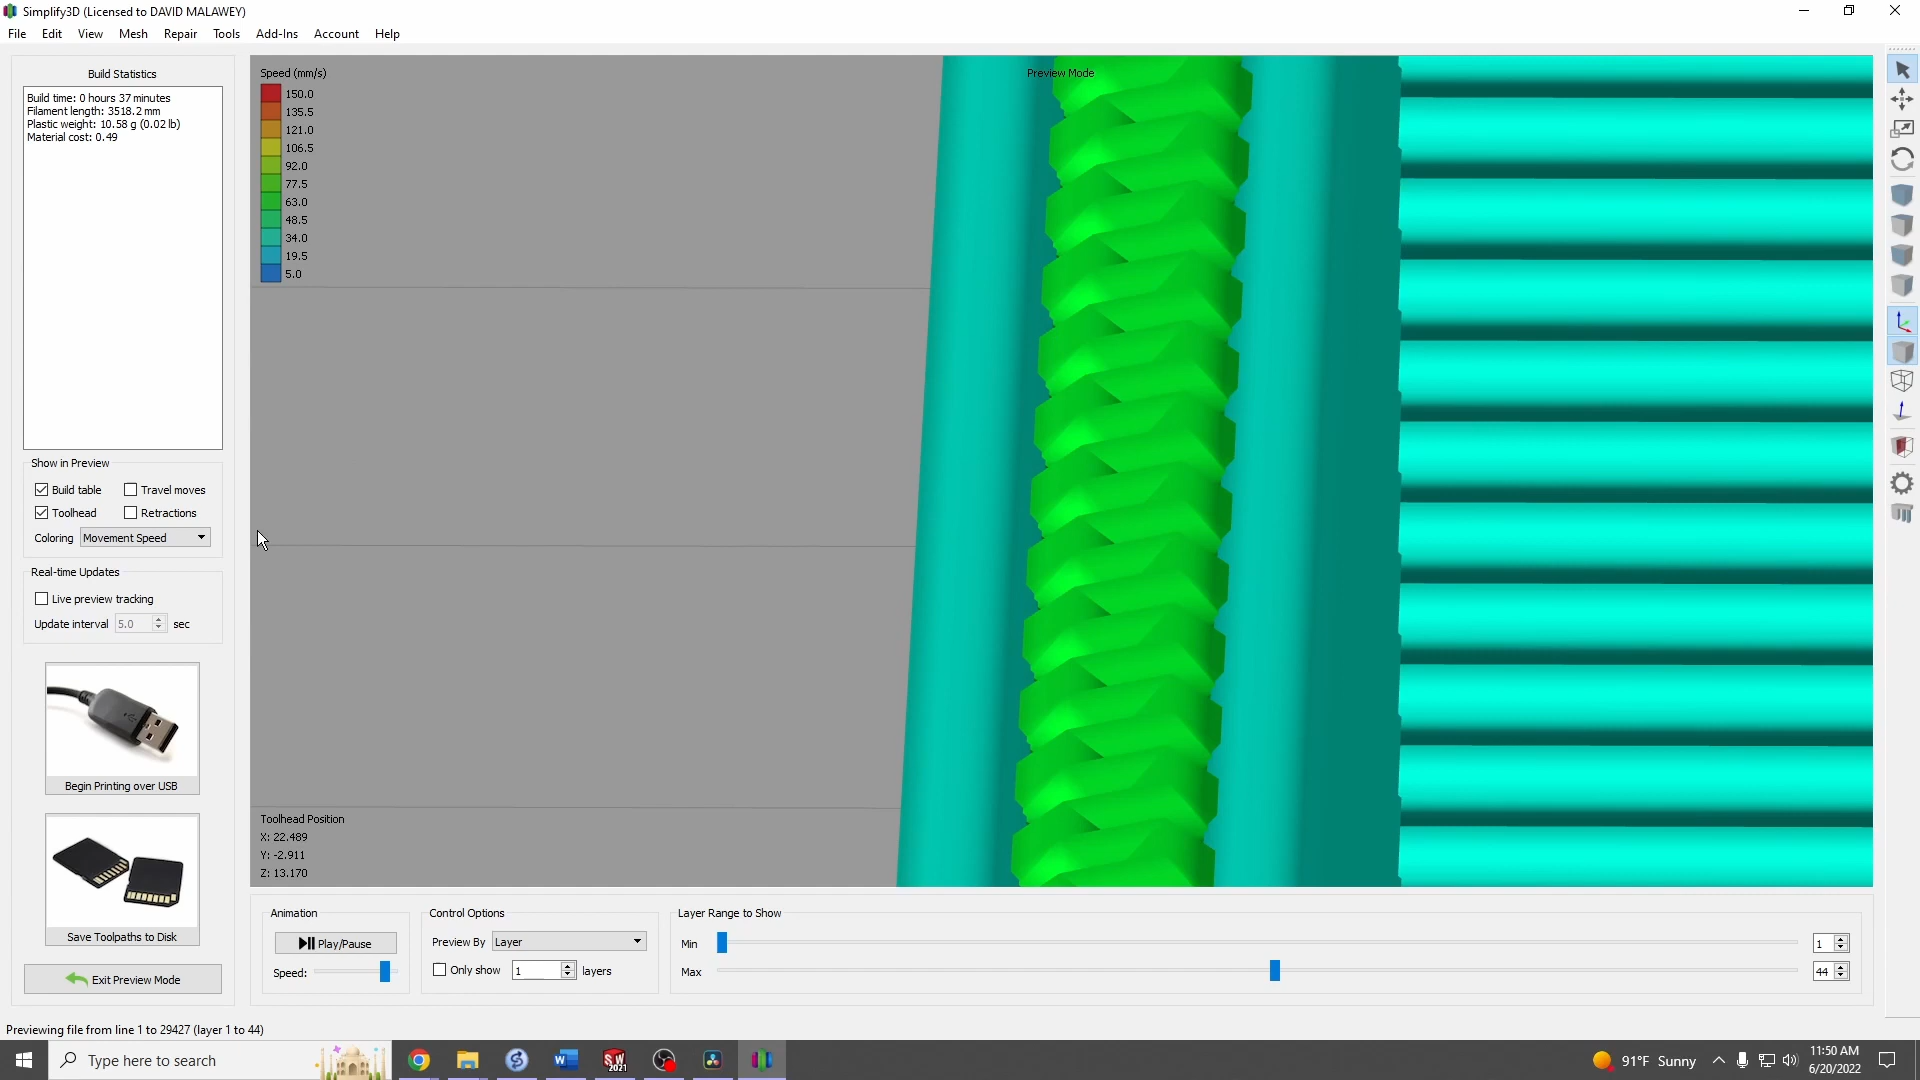 Simplify3D (Licensed to DAVID MALAWEY)
File Edit View Mesh Repair Tools Add-Ins Account Help
Build Statistics
Build time: 0 hours 37 minutes
Filament length: 3518.2 mm
Plastic weight: 10.58 g (0.02 lb)
Material cost: 0.49
Show in Preview
Build table Travel moves
Toolhead Retractions
Coloring Movement Speed
Real-time Updates
Live preview tracking
Update interval 5.0 sec
Begin Printing over USB
Save Toolpaths to Disk
Exit Preview Mode
Speed (mm/s)
150.0
135.5
121.0
106.5
92.0
77.5
63.0
48.5
34.0
19.5
5.0
Preview Mode
Toolhead Position
X: 22.489
Y: -2.911
Z: 13.170
Animation
Play/Pause
Speed:
Control Options
Preview By Layer
Only show 1 layers
Layer Range to Show
Min 1
Max 44
Previewing file from line 1 to 29427 (layer 1 to 44)
Type here to search
SW
2021
91°F Sunny
11:50 AM
6/20/2022